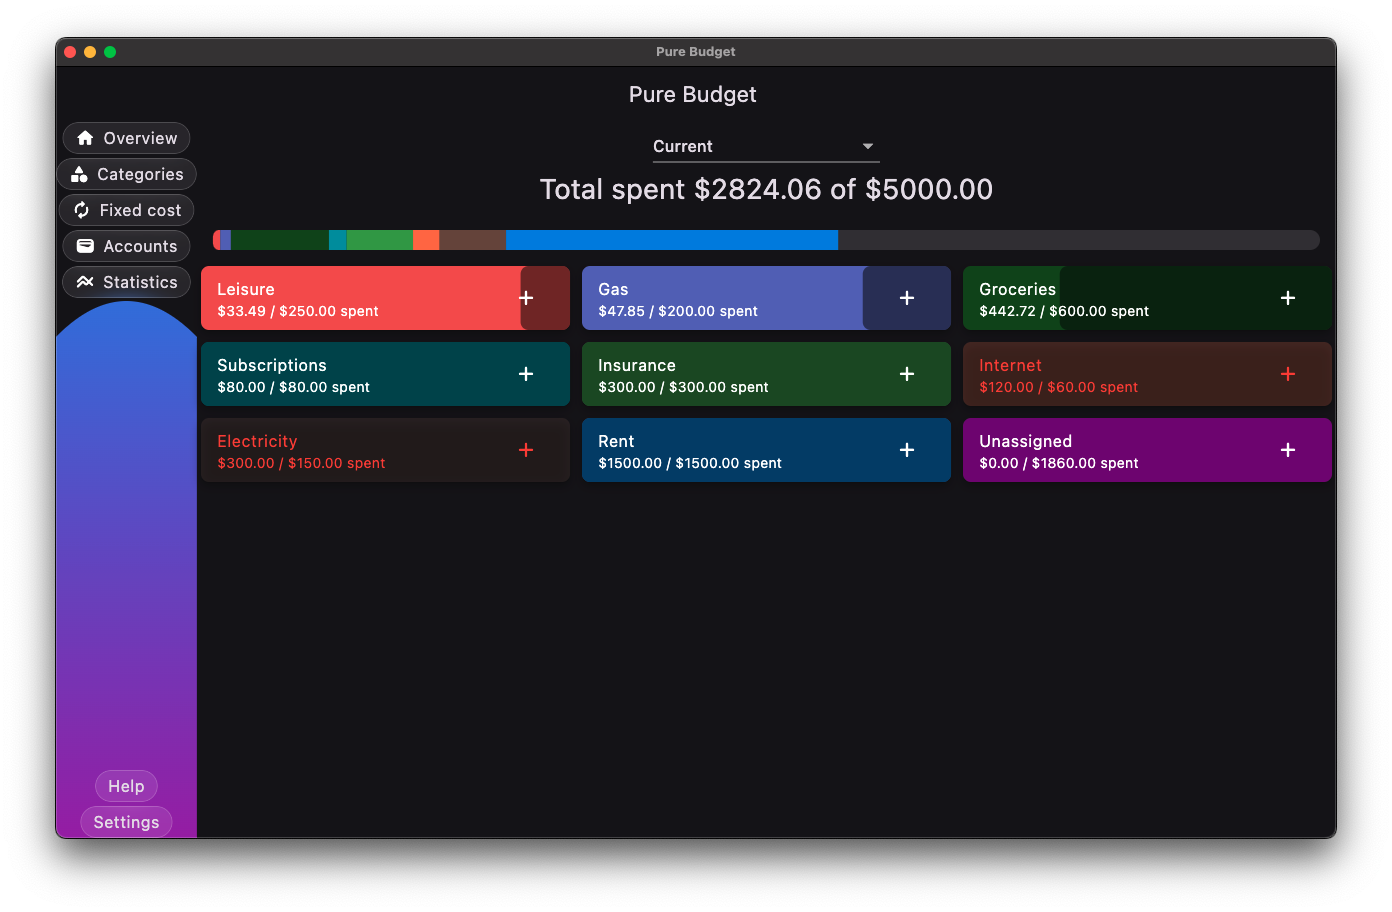 Pure Budget
Pure Budget
Overview
Categories
Fixed cost
Accounts
Statistics
Help
Settings
Current
Total spent $2824.06 of $5000.00
Leisure
$33.49 / $250.00 spent
+
Gas
$47.85 / $200.00 spent
+
Groceries
$442.72 / $600.00 spent
+
Subscriptions
$80.00 / $80.00 spent
+
Insurance
$300.00 / $300.00 spent
+
Internet
$120.00 / $60.00 spent
+
Electricity
$300.00 / $150.00 spent
+
Rent
$1500.00 / $1500.00 spent
+
Unassigned
$0.00 / $1860.00 spent
+